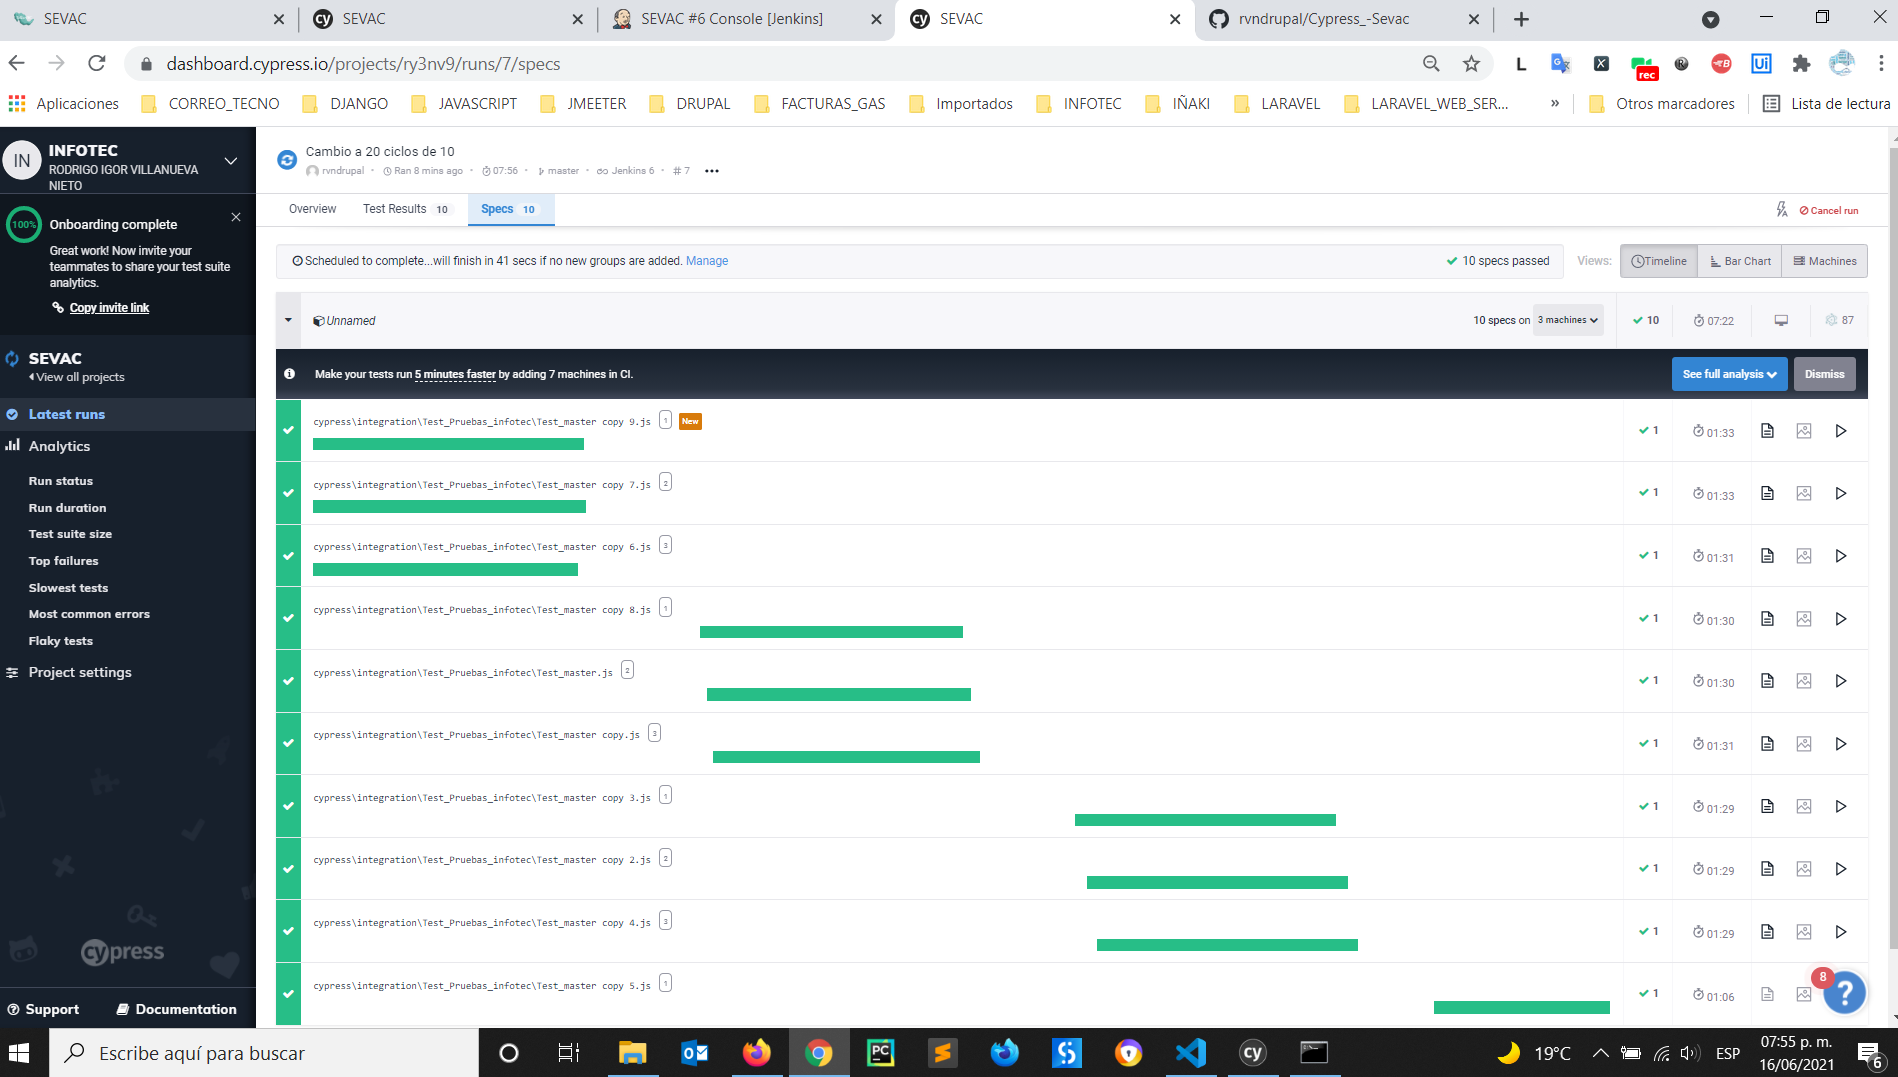 SEVAC
SEVAC
SEVAC #6 Console [Jenkins]
SEVAC
rvndrupal/Cypress_-Sevac
dashboard.cypress.io/projects/ry3nv9/runs/7/specs
L
rec
Ui
Aplicaciones
CORREO_TECNO
DJANGO
JAVASCRIPT
JMEETER
DRUPAL
FACTURAS_GAS
Importados
INFOTEC
IÑAKI
LARAVEL
LARAVEL_WEB_SER...
»
Otros marcadores
Lista de lectura
IN
INFOTEC
RODRIGO IGOR VILLANUEVA
NIETO
100%
Onboarding complete
Great work! Now invite your
teammates to share your test suite
analytics.
Copy invite link
SEVAC
View all projects
Latest runs
Analytics
Run status
Run duration
Test suite size
Top failures
Slowest tests
Most common errors
Flaky tests
Project settings
cypress
Support
Documentation
Cambio a 20 ciclos de 10
rvndrupal · Ran 8 mins ago · 07:56 · master · Jenkins 6 · # 7
Overview
Test Results 10
Specs 10
Cancel run
Scheduled to complete...will finish in 41 secs if no new groups are added. Manage
10 specs passed
Views:
Timeline
Bar Chart
Machines
Unnamed
10 specs on 3 machines
10
07:22
87
Make your tests run 5 minutes faster by adding 7 machines in CI.
See full analysis
Dismiss
cypress\integration\Test_Pruebas_infotec\Test_master copy 9.js 1 New
1 01:33
cypress\integration\Test_Pruebas_infotec\Test_master copy 7.js 2
1 01:33
cypress\integration\Test_Pruebas_infotec\Test_master copy 6.js 3
1 01:31
cypress\integration\Test_Pruebas_infotec\Test_master copy 8.js 1
1 01:30
cypress\integration\Test_Pruebas_infotec\Test_master.js 2
1 01:30
cypress\integration\Test_Pruebas_infotec\Test_master copy.js 3
1 01:31
cypress\integration\Test_Pruebas_infotec\Test_master copy 3.js 1
1 01:29
cypress\integration\Test_Pruebas_infotec\Test_master copy 2.js 2
1 01:29
cypress\integration\Test_Pruebas_infotec\Test_master copy 4.js 3
1 01:29
cypress\integration\Test_Pruebas_infotec\Test_master copy 5.js 1
1 01:06
8
?
Escribe aquí para buscar
PC
cy
19°C
ESP
07:55 p. m.
16/06/2021
6